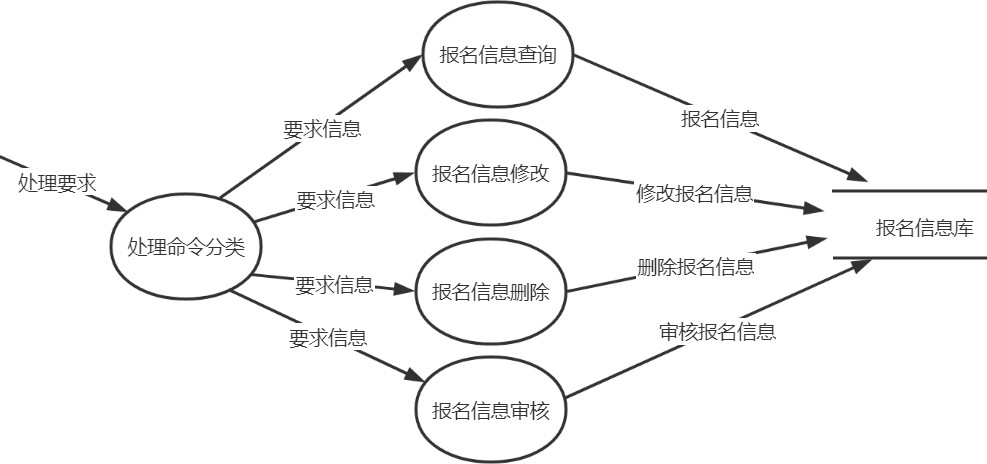 报名信息查询
要求信息
报名信息
处理要求
报名信息修改
要求信息
修改报名信息
处理命令分类
报名信息库
要求信息
报名信息删除
删除报名信息
要求信息
审核报名信息
报名信息审核